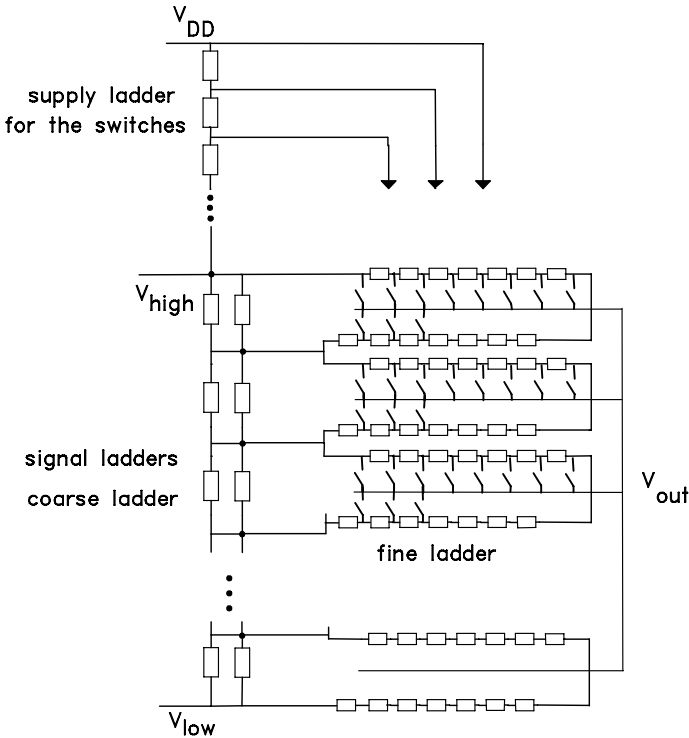 VDD
supply ladder
for the switches
Vhigh
signal ladders
coarse ladder
Vout
fine ladder
Vlow